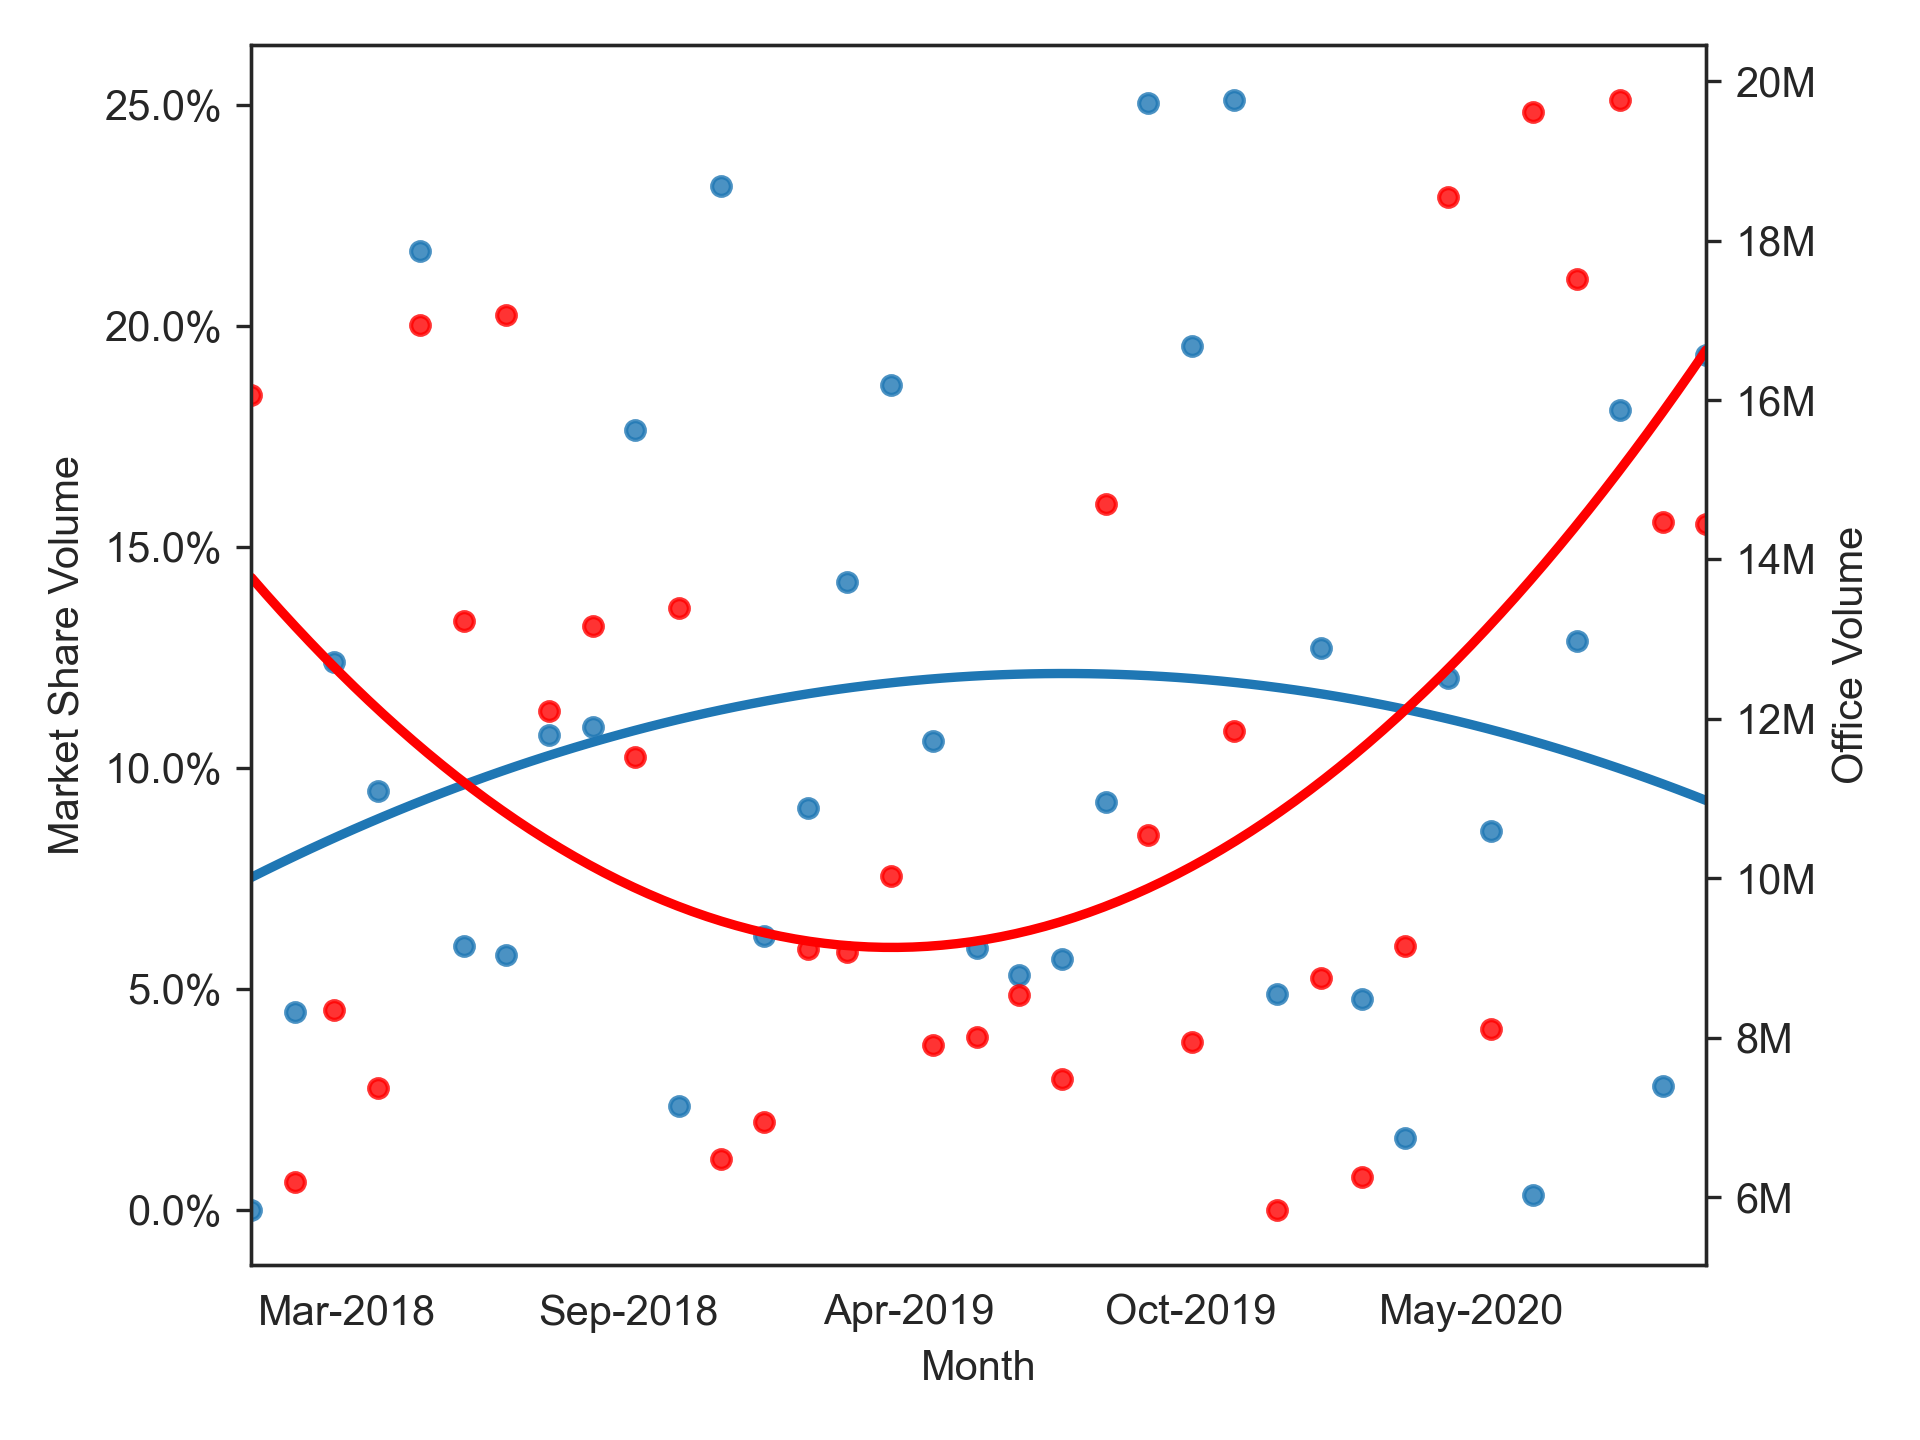 25.0%
20.0%
15.0%
10.0%
5.0%
0.0%
Market Share Volume
20M
18M
16M
14M
12M
10M
8M
6M
Office Volume
Mar-2018
Sep-2018
Apr-2019
Oct-2019
May-2020
Month